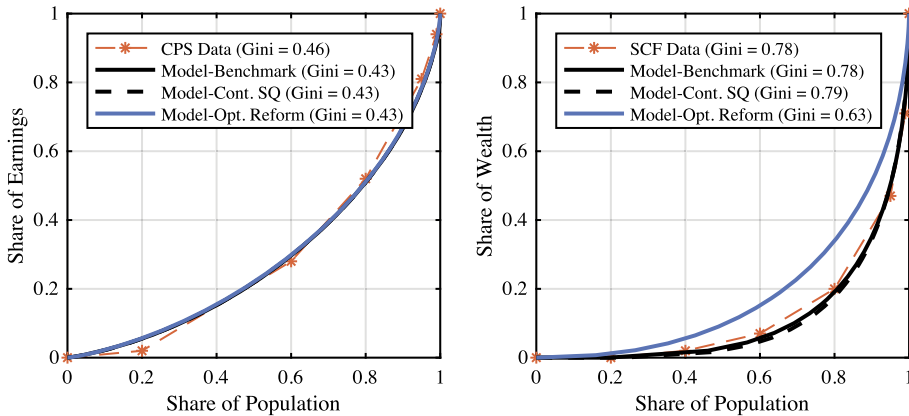 1
0.8
0.6
0.4
0.2
0
Share of Earnings
CPS Data (Gini = 0.46)
Model-Benchmark (Gini = 0.43)
Model-Cont. SQ (Gini = 0.43)
Model-Opt. Reform (Gini = 0.43)
0 0.2 0.4 0.6 0.8 1
Share of Population
1
0.8
0.6
0.4
0.2
0
Share of Wealth
SCF Data (Gini = 0.78)
Model-Benchmark (Gini = 0.78)
Model-Cont. SQ (Gini = 0.79)
Model-Opt. Reform (Gini = 0.63)
0 0.2 0.4 0.6 0.8 1
Share of Population